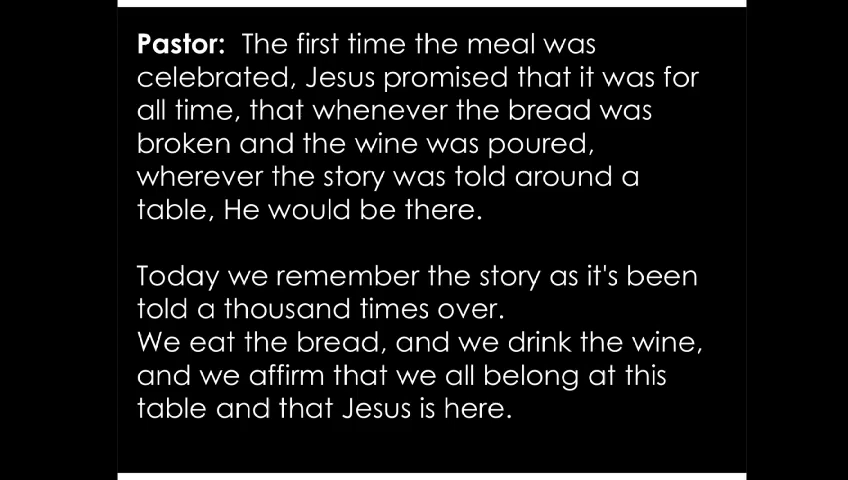 Pastor:  The first time the meal was
celebrated, Jesus promised that it was for
all time, that whenever the bread was
broken and the wine was poured,
wherever the story was told around a
table, He would be there.
Today we remember the story as it's been
told a thousand times over.
We eat the bread, and we drink the wine,
and we affirm that we all belong at this
table and that Jesus is here.